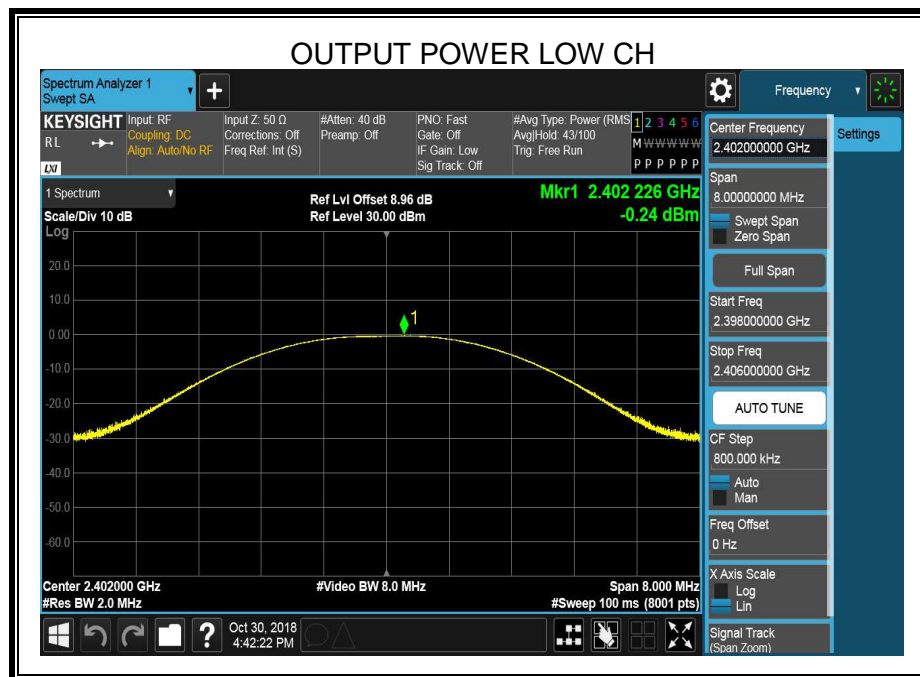 OUTPUT POWER LOW CH
Spectrum Analyzer 1
Swept SA
+
Frequency
KEYSIGHT
RL
LXI
Input: RF
Coupling: DC
Align: Auto/No RF
Input Z: 50 Ω
Corrections: Off
Freq Ref: Int (S)
#Atten: 40 dB
Preamp: Off
PNO: Fast
Gate: Off
IF Gain: Low
Sig Track: Off
#Avg Type: Power (RMS
Avg|Hold: 43/100
Trig: Free Run
1 2 3 4 5 6
M W W W W W
P P P P P P
1 Spectrum
Scale/Div 10 dB
Log
Ref Lvl Offset 8.96 dB
Ref Level 30.00 dBm
Mkr1 2.402 226 GHz
-0.24 dBm
20.0
10.0
0.00
-10.0
-20.0
-30.0
-40.0
-50.0
-60.0
1
Center 2.402000 GHz
#Res BW 2.0 MHz
#Video BW 8.0 MHz
Span 8.000 MHz
#Sweep 100 ms (8001 pts)
Center Frequency
2.402000000 GHz
Span
8.00000000 MHz
Swept Span
Zero Span
Full Span
Start Freq
2.398000000 GHz
Stop Freq
2.406000000 GHz
AUTO TUNE
CF Step
800.000 kHz
Auto
Man
Freq Offset
0 Hz
X Axis Scale
Log
Lin
Signal Track
(Span Zoom)
Settings
?
Oct 30, 2018
4:42:22 PM